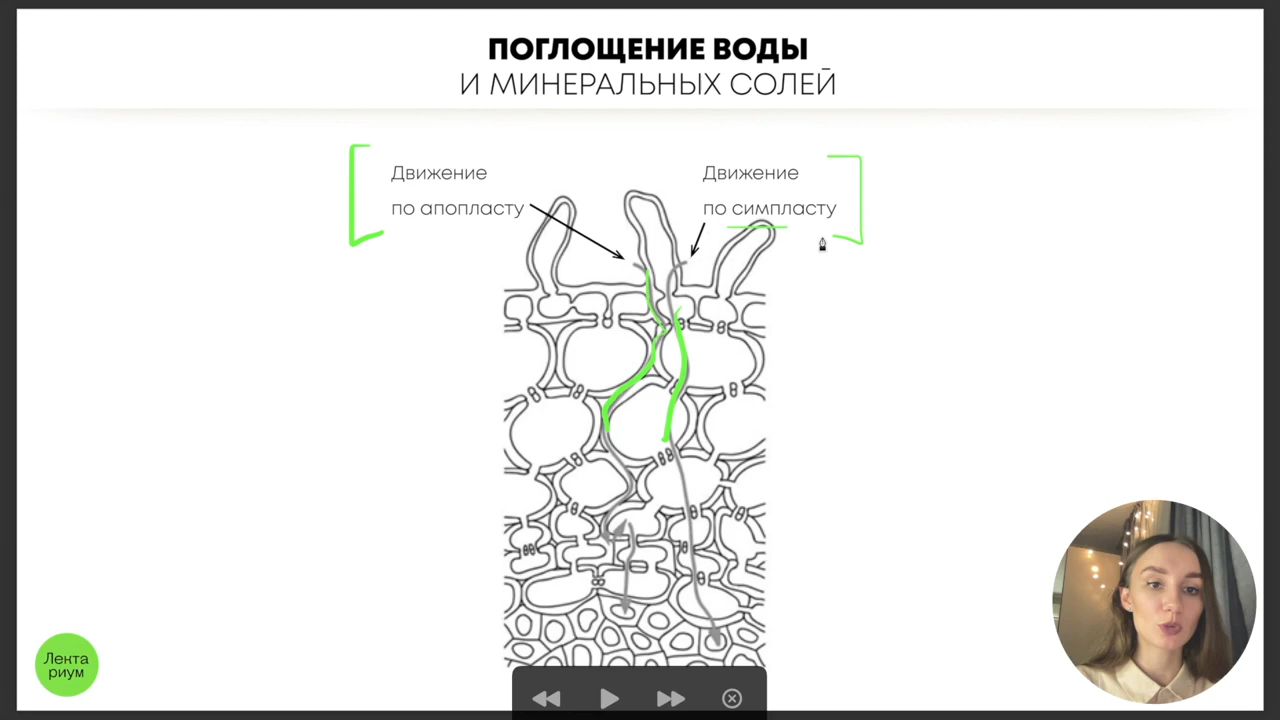 ПОГЛОЩЕНИЕ ВОДЫ
И МИНЕРАЛЬНЫХ СОЛЕЙ
Движение
по апопласту
Движение
по симпласту
Лента
риум